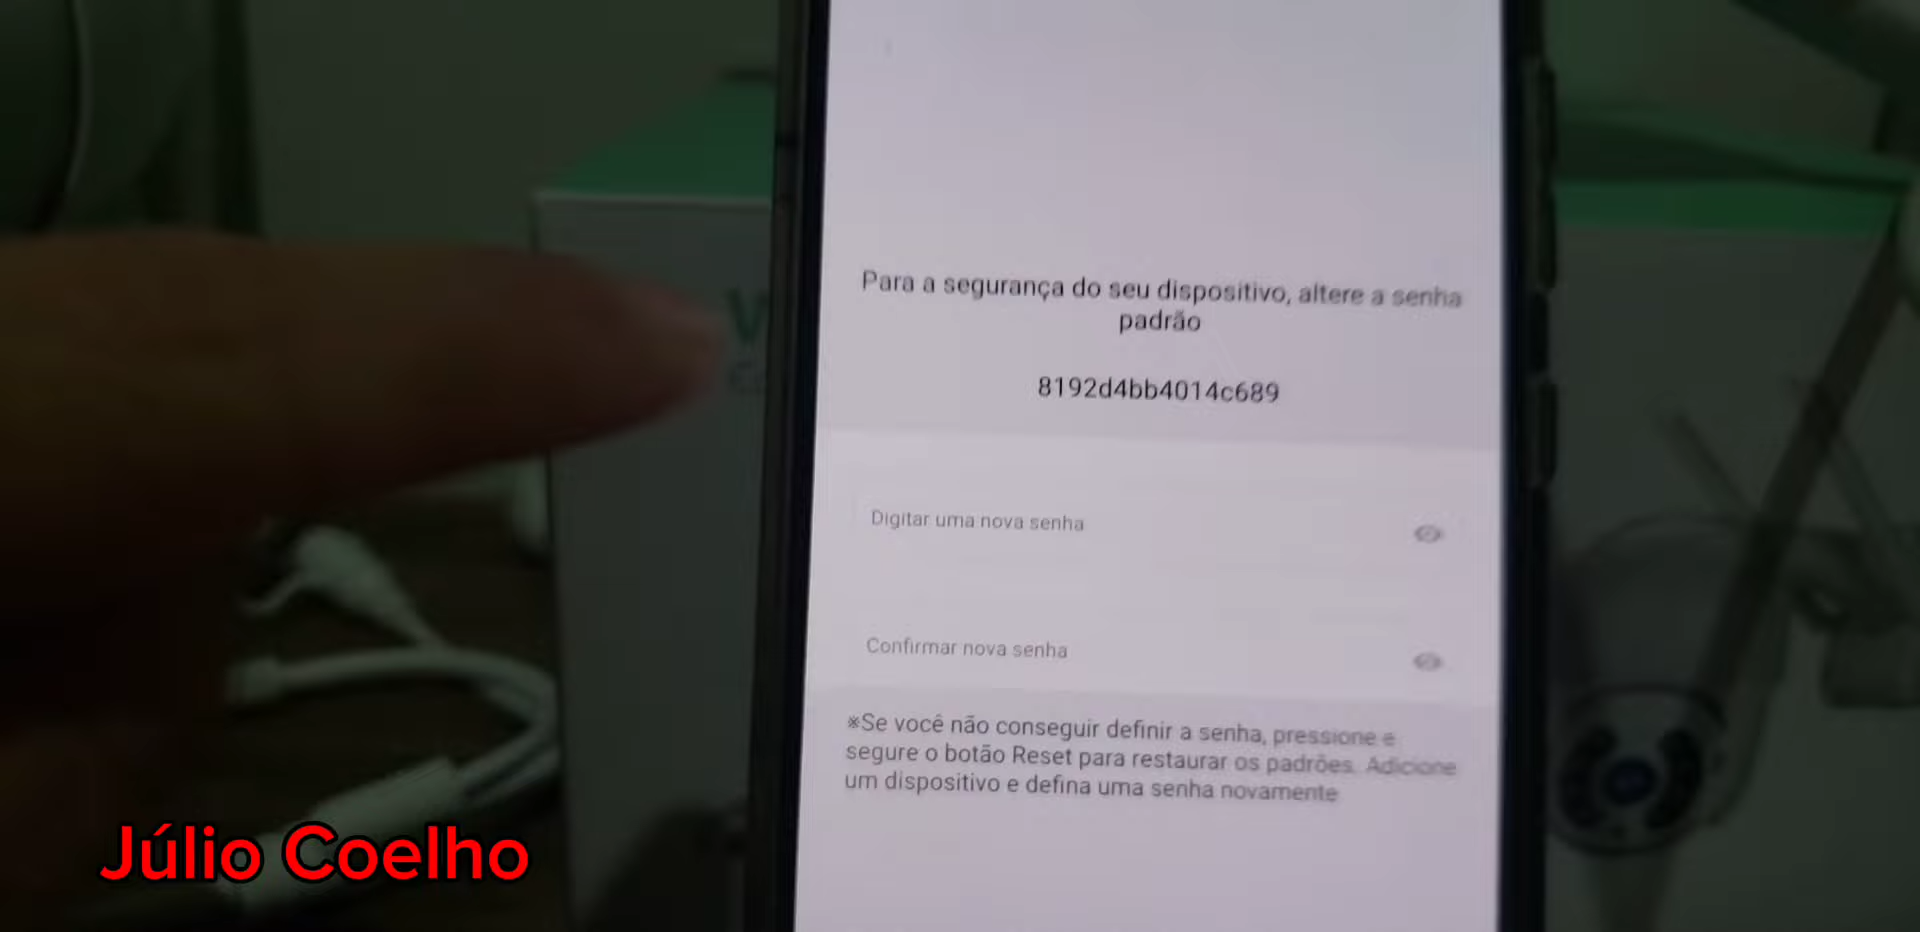 Para a segurança do seu dispositivo, altere a senha
padrão
8192d4bb4014c689
Digitar uma nova senha
Confirmar nova senha
※Se você não conseguir definir a senha, pressione e
segure o botão Reset para restaurar os padrões. Adicione
um dispositivo e defina uma senha novamente
Júlio Coelho